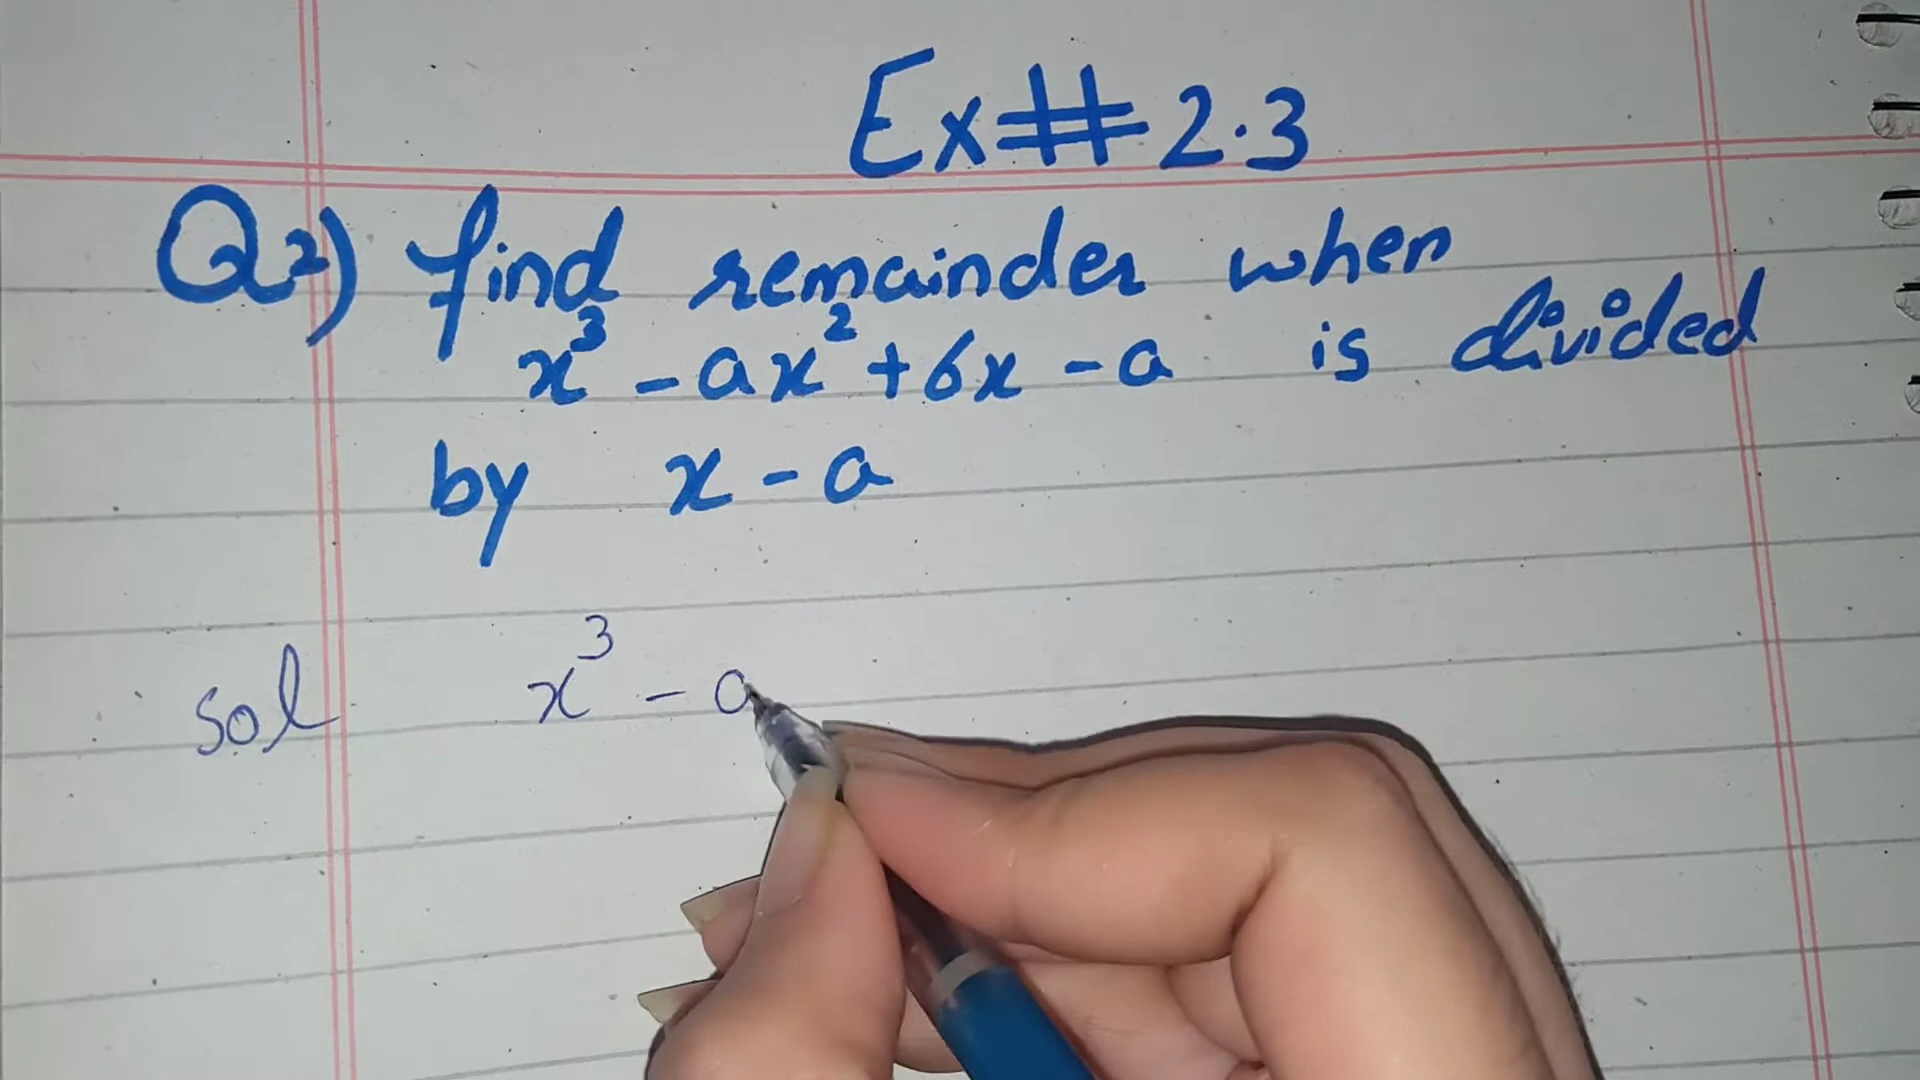 Ex# 2.3
Q2) find remainder when
x³ - ax² + 6x - a is divided
by x - a
Sol x³ - a